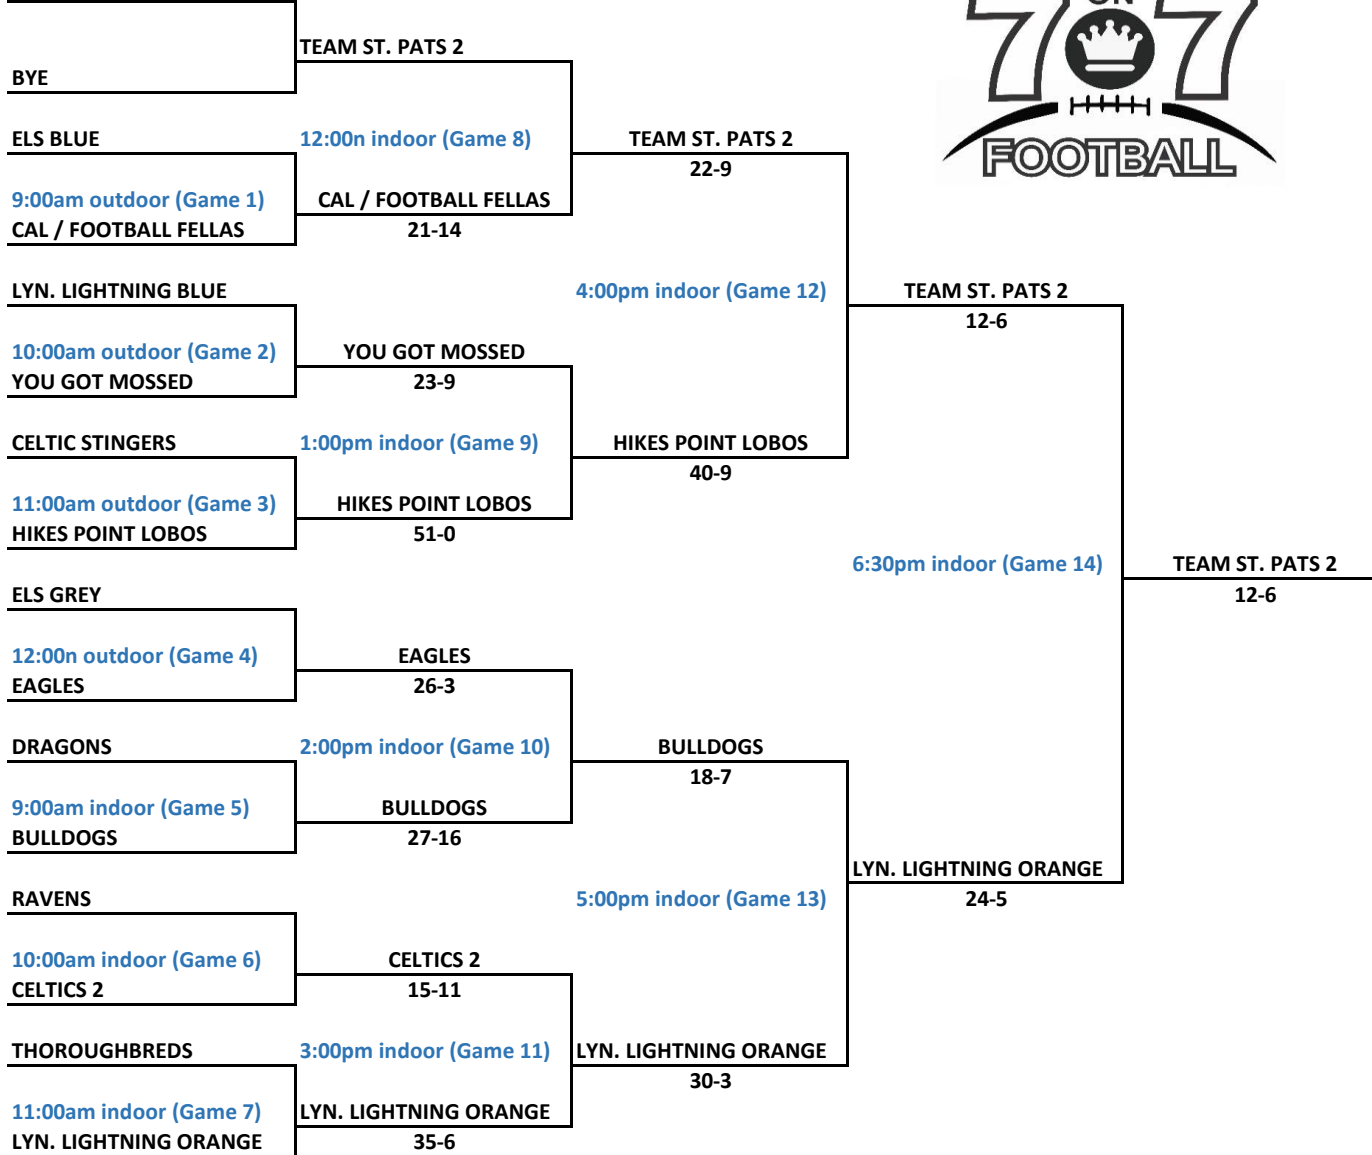 7 ON 7
FOOTBALL
TEAM ST. PATS 2
BYE
ELS BLUE
12:00n indoor (Game 8)
TEAM ST. PATS 2
22-9
9:00am outdoor (Game 1)
CAL / FOOTBALL FELLAS
CAL / FOOTBALL FELLAS
21-14
LYN. LIGHTNING BLUE
4:00pm indoor (Game 12)
TEAM ST. PATS 2
12-6
10:00am outdoor (Game 2)
YOU GOT MOSSED
YOU GOT MOSSED
23-9
CELTIC STINGERS
1:00pm indoor (Game 9)
HIKES POINT LOBOS
40-9
11:00am outdoor (Game 3)
HIKES POINT LOBOS
HIKES POINT LOBOS
51-0
6:30pm indoor (Game 14)
TEAM ST. PATS 2
12-6
ELS GREY
12:00n outdoor (Game 4)
EAGLES
EAGLES
26-3
DRAGONS
2:00pm indoor (Game 10)
BULLDOGS
18-7
9:00am indoor (Game 5)
BULLDOGS
BULLDOGS
27-16
LYN. LIGHTNING ORANGE
24-5
RAVENS
5:00pm indoor (Game 13)
10:00am indoor (Game 6)
CELTICS 2
CELTICS 2
15-11
THOROUGHBREDS
3:00pm indoor (Game 11)
LYN. LIGHTNING ORANGE
30-3
11:00am indoor (Game 7)
LYN. LIGHTNING ORANGE
LYN. LIGHTNING ORANGE
35-6